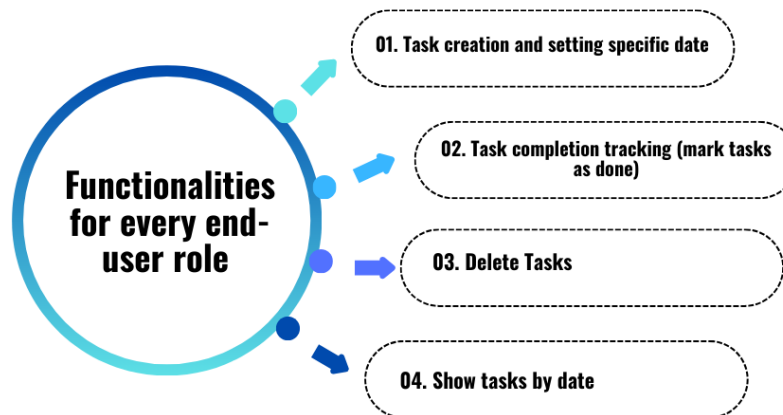 Functionalities
for every end-
user role
01. Task creation and setting specific date
02. Task completion tracking (mark tasks
as done)
03. Delete Tasks
04. Show tasks by date